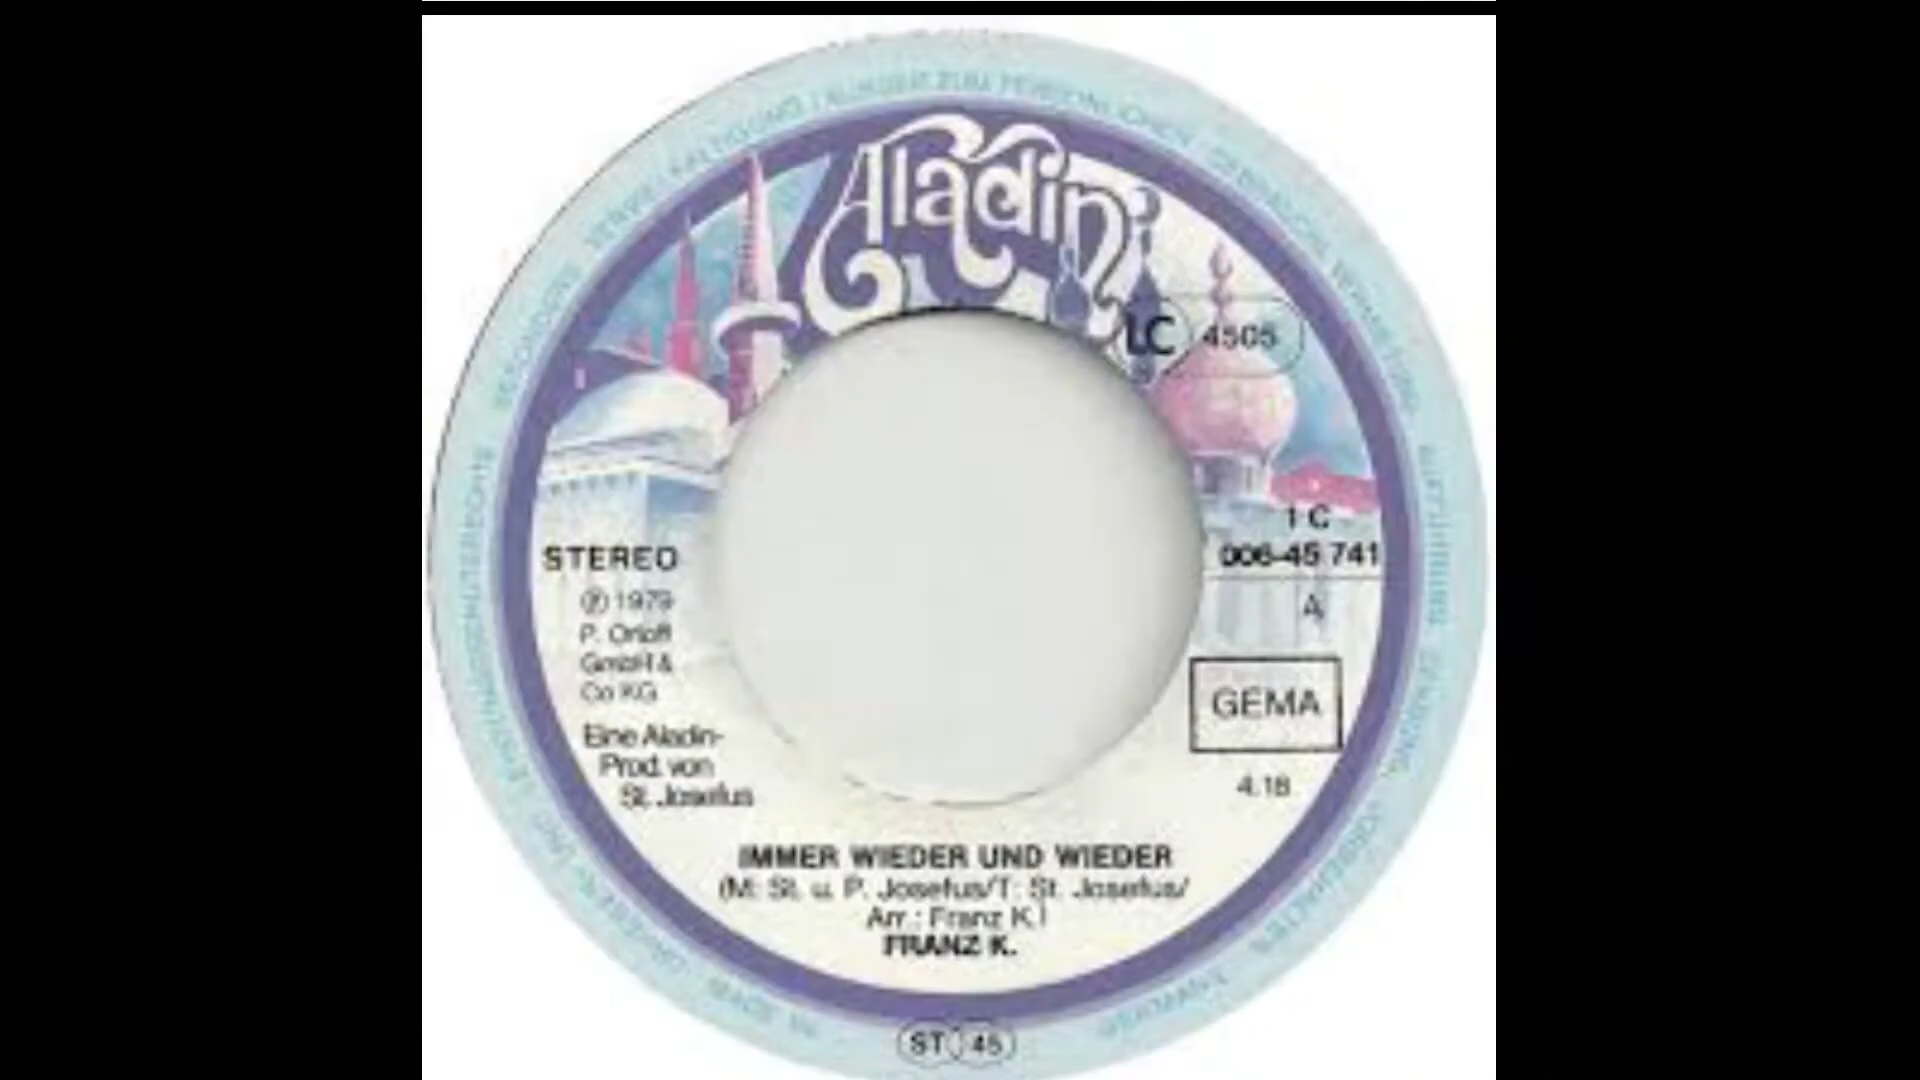 Aladin
LC 4505
1 C
006-45 741
STEREO
A
℗ 1979
P. Orloff
GmbH &
Co KG
GEMA
Eine Aladin-
Prod. von
St. Josefus
4.18
IMMER WIEDER UND WIEDER
(M: St. u. P. Josefus/T: St. Josefus/
Arr.: Franz K.)
FRANZ K.
ST 45